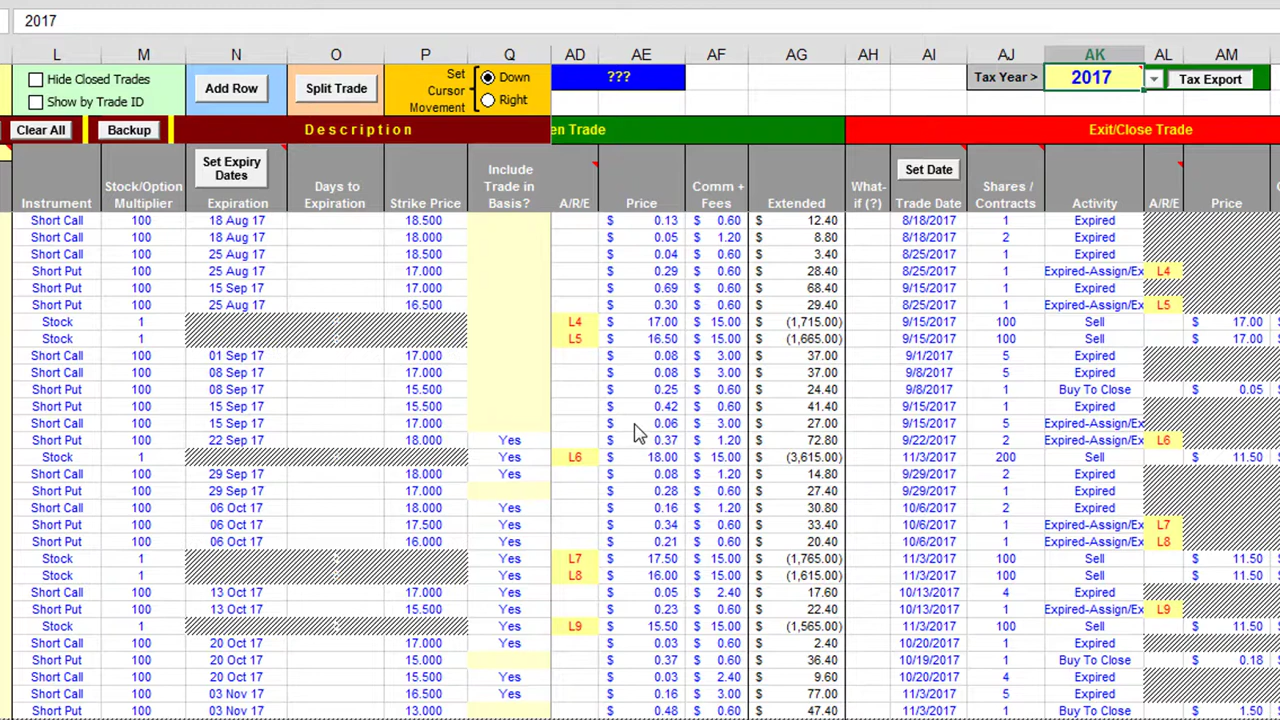 2017
L M N O P Q AD AE AF AG AH AI AJ AK AL AM
Hide Closed Trades
Show by Trade ID
Add Row
Split Trade
Set
Cursor
Movement
Down
Right
???
Tax Year > 2017
Tax Export
Clear All Backup Description en Trade Exit/Close Trade
Instrument
Stock/Option
Multiplier
Set Expiry
Dates
Expiration
Days to
Expiration
Strike Price
Include
Trade in
Basis?
A/R/E
Price
Comm +
Fees
Extended
What-
if (?)
Set Date
Trade Date
Shares /
Contracts
Activity
A/R/E
Price
Short Call 100 18 Aug 17 18.500 $ 0.13 $ 0.60 $ 12.40 8/18/2017 1 Expired
Short Call 100 18 Aug 17 18.000 $ 0.05 $ 1.20 $ 8.80 8/18/2017 2 Expired
Short Call 100 25 Aug 17 18.500 $ 0.04 $ 0.60 $ 3.40 8/25/2017 1 Expired
Short Put 100 25 Aug 17 17.000 $ 0.29 $ 0.60 $ 28.40 8/25/2017 1 Expired-Assign/Ex L4
Short Put 100 15 Sep 17 17.000 $ 0.69 $ 0.60 $ 68.40 9/15/2017 1 Expired
Short Put 100 25 Aug 17 16.500 $ 0.30 $ 0.60 $ 29.40 8/25/2017 1 Expired-Assign/Ex L5
Stock 1 L4 $ 17.00 $ 15.00 $ (1,715.00) 9/15/2017 100 Sell $ 17.00
Stock 1 L5 $ 16.50 $ 15.00 $ (1,665.00) 9/15/2017 100 Sell $ 17.00
Short Call 100 01 Sep 17 17.000 $ 0.08 $ 3.00 $ 37.00 9/1/2017 5 Expired
Short Call 100 08 Sep 17 17.000 $ 0.08 $ 3.00 $ 37.00 9/8/2017 5 Expired
Short Put 100 08 Sep 17 15.500 $ 0.25 $ 0.60 $ 24.40 9/8/2017 1 Buy To Close $ 0.05
Short Put 100 15 Sep 17 15.500 $ 0.42 $ 0.60 $ 41.40 9/15/2017 1 Expired
Short Call 100 15 Sep 17 17.000 $ 0.06 $ 3.00 $ 27.00 9/15/2017 5 Expired-Assign/Ex
Short Put 100 22 Sep 17 18.000 Yes $ 0.37 $ 1.20 $ 72.80 9/22/2017 2 Expired-Assign/Ex L6
Stock 1 Yes L6 $ 18.00 $ 15.00 $ (3,615.00) 11/3/2017 200 Sell $ 11.50
Short Call 100 29 Sep 17 18.000 Yes $ 0.08 $ 1.20 $ 14.80 9/29/2017 2 Expired
Short Put 100 29 Sep 17 17.000 $ 0.28 $ 0.60 $ 27.40 9/29/2017 1 Expired
Short Call 100 06 Oct 17 18.000 Yes $ 0.16 $ 1.20 $ 30.80 10/6/2017 2 Expired
Short Put 100 06 Oct 17 17.500 Yes $ 0.34 $ 0.60 $ 33.40 10/6/2017 1 Expired-Assign/Ex L7
Short Put 100 06 Oct 17 16.000 Yes $ 0.21 $ 0.60 $ 20.40 10/6/2017 1 Expired-Assign/Ex L8
Stock 1 Yes L7 $ 17.50 $ 15.00 $ (1,765.00) 11/3/2017 100 Sell $ 11.50
Stock 1 Yes L8 $ 16.00 $ 15.00 $ (1,615.00) 11/3/2017 100 Sell $ 11.50
Short Call 100 13 Oct 17 17.000 Yes $ 0.05 $ 2.40 $ 17.60 10/13/2017 4 Expired
Short Put 100 13 Oct 17 15.500 Yes $ 0.23 $ 0.60 $ 22.40 10/13/2017 1 Expired-Assign/Ex L9
Stock 1 Yes L9 $ 15.50 $ 15.00 $ (1,565.00) 11/3/2017 100 Sell $ 11.50
Short Call 100 20 Oct 17 17.000 Yes $ 0.03 $ 0.60 $ 2.40 10/20/2017 1 Expired
Short Put 100 20 Oct 17 15.000 $ 0.37 $ 0.60 $ 36.40 10/19/2017 1 Buy To Close $ 0.18
Short Call 100 20 Oct 17 15.500 Yes $ 0.03 $ 2.40 $ 9.60 10/20/2017 4 Expired
Short Call 100 03 Nov 17 16.500 Yes $ 0.16 $ 3.00 $ 77.00 11/3/2017 5 Expired
Short Put 100 03 Nov 17 13.000 $ 0.48 $ 0.60 $ 47.40 11/3/2017 1 Buy To Close $ 1.50